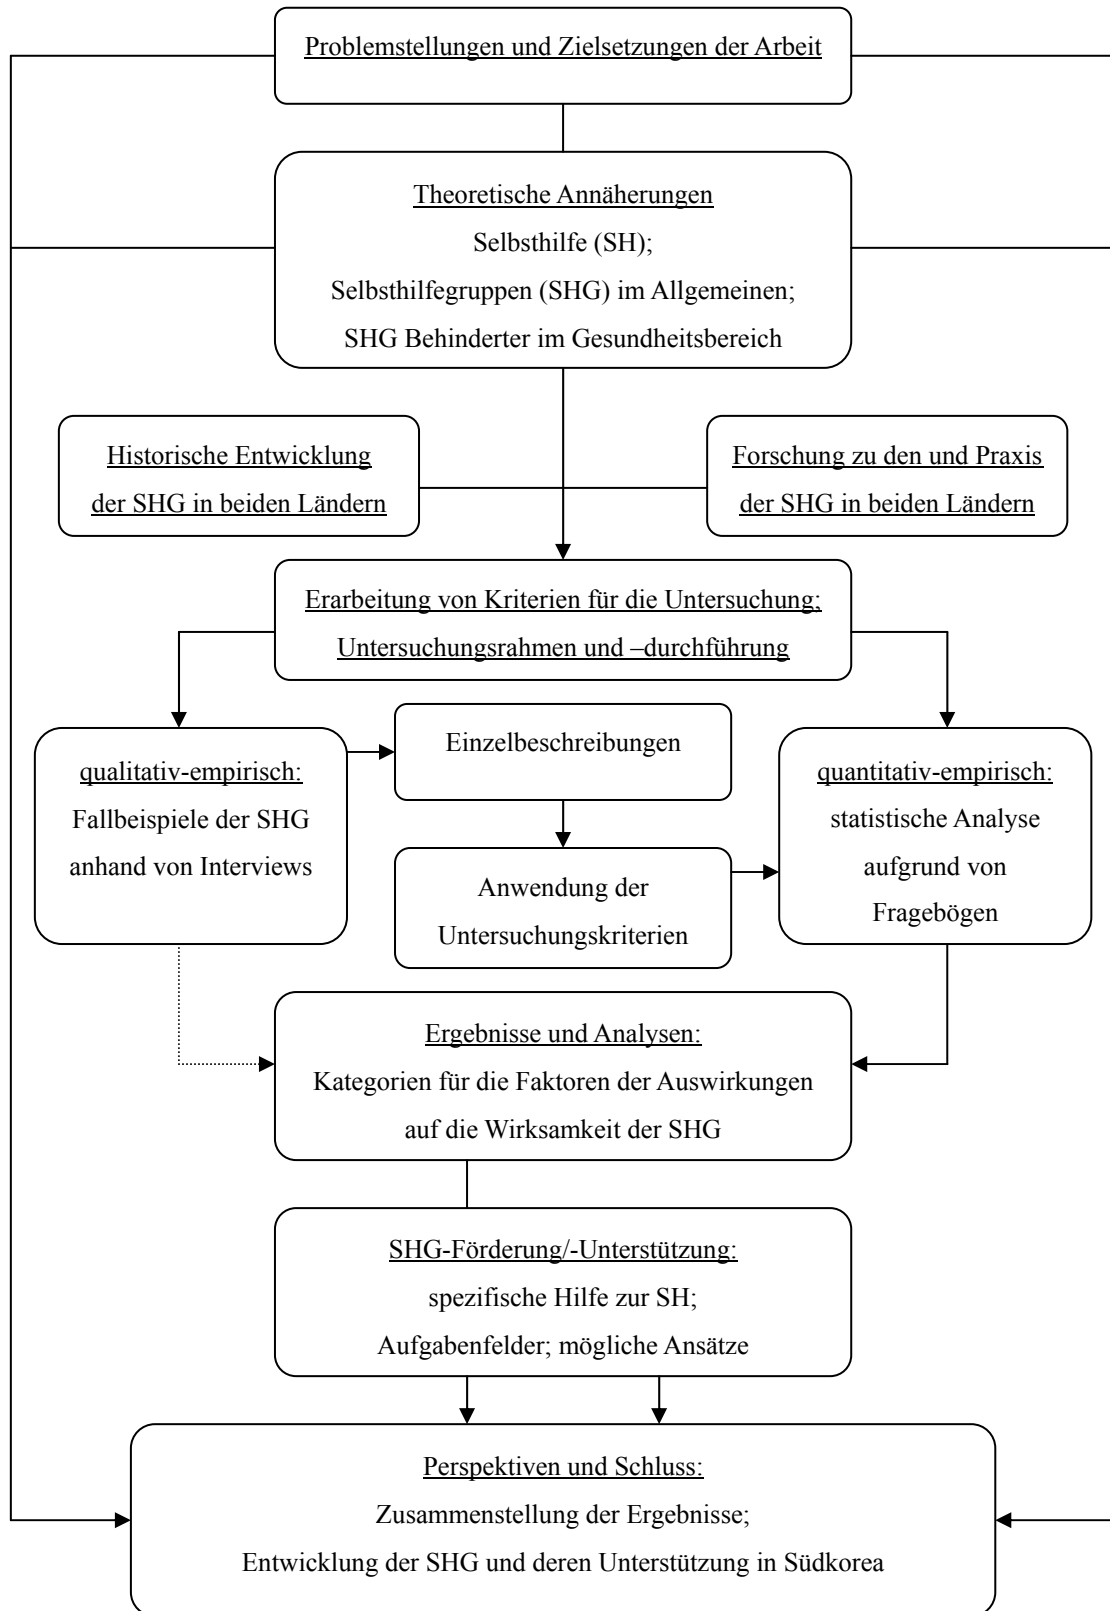 Problemstellungen und Zielsetzungen der Arbeit
Theoretische Annäherungen
Selbsthilfe (SH);
Selbsthilfegruppen (SHG) im Allgemeinen;
SHG Behinderter im Gesundheitsbereich
Historische Entwicklung
der SHG in beiden Ländern
Forschung zu den und Praxis
der SHG in beiden Ländern
Erarbeitung von Kriterien für die Untersuchung;
Untersuchungsrahmen und –durchführung
qualitativ-empirisch:
Fallbeispiele der SHG
anhand von Interviews
Einzelbeschreibungen
Anwendung der
Untersuchungskriterien
quantitativ-empirisch:
statistische Analyse
aufgrund von
Fragebögen
Ergebnisse und Analysen:
Kategorien für die Faktoren der Auswirkungen
auf die Wirksamkeit der SHG
SHG-Förderung/-Unterstützung:
spezifische Hilfe zur SH;
Aufgabenfelder; mögliche Ansätze
Perspektiven und Schluss:
Zusammenstellung der Ergebnisse;
Entwicklung der SHG und deren Unterstützung in Südkorea